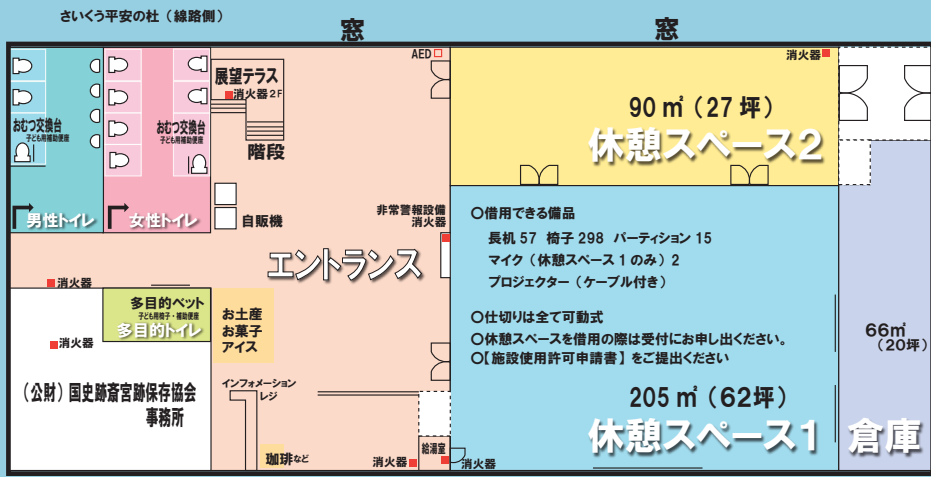 さいくう平安の杜（線路側）
窓
窓
AED
消火器
展望テラス
消火器2F
階段
おむつ交換台
子ども用補助便座
おむつ交換台
子ども用補助便座
男性トイレ
女性トイレ
自販機
非常警報設備
消火器
エントランス
90㎡（27坪）
休憩スペース2
〇借用できる備品
長机 57 椅子 298 パーティション 15
マイク（休憩スペース1のみ）2
プロジェクター（ケーブル付き）
〇仕切りは全て可動式
〇休憩スペースを借用の際は受付にお申し出ください。
〇【施設使用許可申請書】をご提出ください
205㎡（62坪）
休憩スペース1
66㎡
（20坪）
倉庫
消火器
多目的ベット
子ども用椅子・補助便座
多目的トイレ
消火器
（公財）国史跡斎宮跡保存協会
事務所
お土産
お菓子
アイス
インフォメーション
レジ
珈琲など
消火器
給湯室
消火器